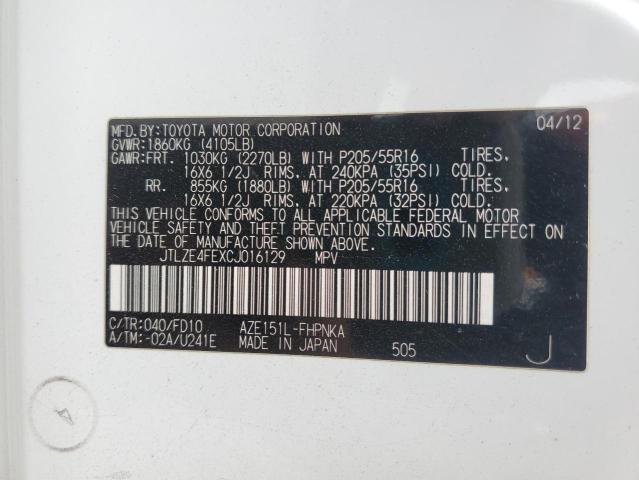 MFD.BY:TOYOTA MOTOR CORPORATION 04/12
GVWR:1860KG (4105LB)
GAWR:FRT. 1030KG (2270LB) WITH P205/55R16 TIRES,
16X6 1/2J RIMS, AT 240KPA (35PSI) COLD.
RR. 855KG (1880LB) WITH P205/55R16 TIRES,
16X6 1/2J RIMS, AT 220KPA (32PSI) COLD.
THIS VEHICLE CONFORMS TO ALL APPLICABLE FEDERAL MOTOR
VEHICLE SAFETY AND THEFT PREVENTION STANDARDS IN EFFECT ON
THE DATE OF MANUFACTURE SHOWN ABOVE.
JTLZE4FEXCJ016129 MPV
C/TR:040/FD10 AZE151L-FHPNKA
A/TM:-02A/U241E MADE IN JAPAN 505 J